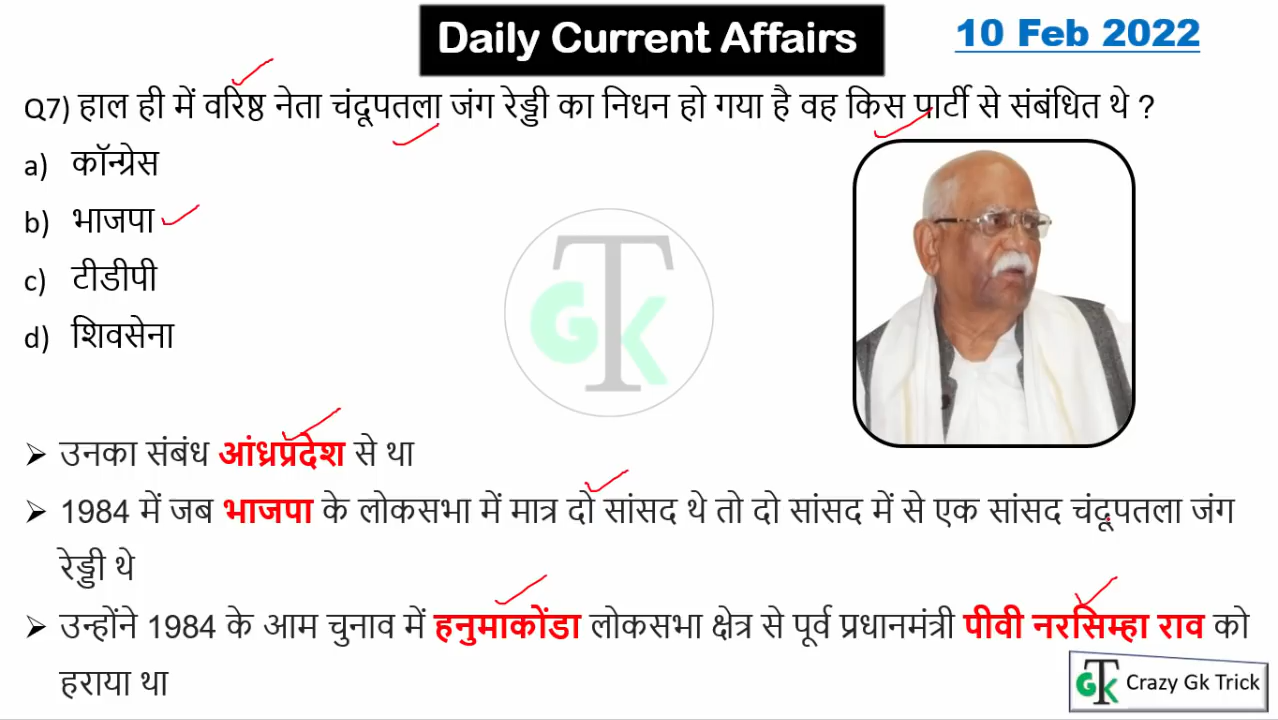 Daily Current Affairs
10 Feb 2022
Q7) हाल ही में वरिष्ठ नेता चंदूपतला जंग रेड्डी का निधन हो गया है वह किस पार्टी से संबंधित थे ?
a) कॉन्ग्रेस
b) भाजपा
c) टीडीपी
d) शिवसेना
TGK
➢ उनका संबंध आंध्रप्रदेश से था
➢ 1984 में जब भाजपा के लोकसभा में मात्र दो सांसद थे तो दो सांसद में से एक सांसद चंदूपतला जंग
रेड्डी थे
➢ उन्होंने 1984 के आम चुनाव में हनुमाकोंडा लोकसभा क्षेत्र से पूर्व प्रधानमंत्री पीवी नरसिम्हा राव को
हराया था
TGK Crazy Gk Trick